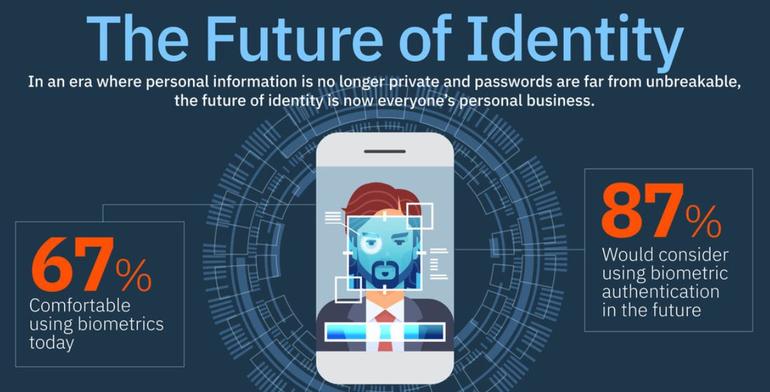 The Future of Identity
In an era where personal information is no longer private and passwords are far from unbreakable,
the future of identity is now everyone's personal business.
67%
Comfortable
using biometrics
today
87%
Would consider
using biometric
authentication
in the future